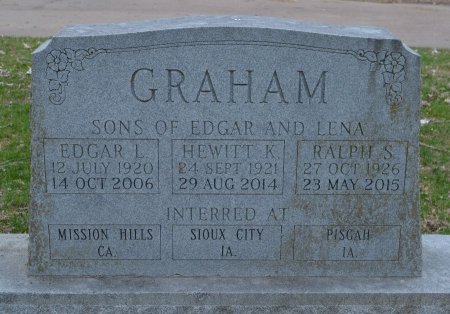 GRAHAM
SONS OF EDGAR AND LENA
EDGAR L. HEWITT K. RALPH S.
12 JULY 1920 24 SEPT 1921 27 OCT 1926
14 OCT 2006 29 AUG 2014 23 MAY 2015
INTERRED AT
MISSION HILLS SIOUX CITY PISGAH
CA. IA. IA.